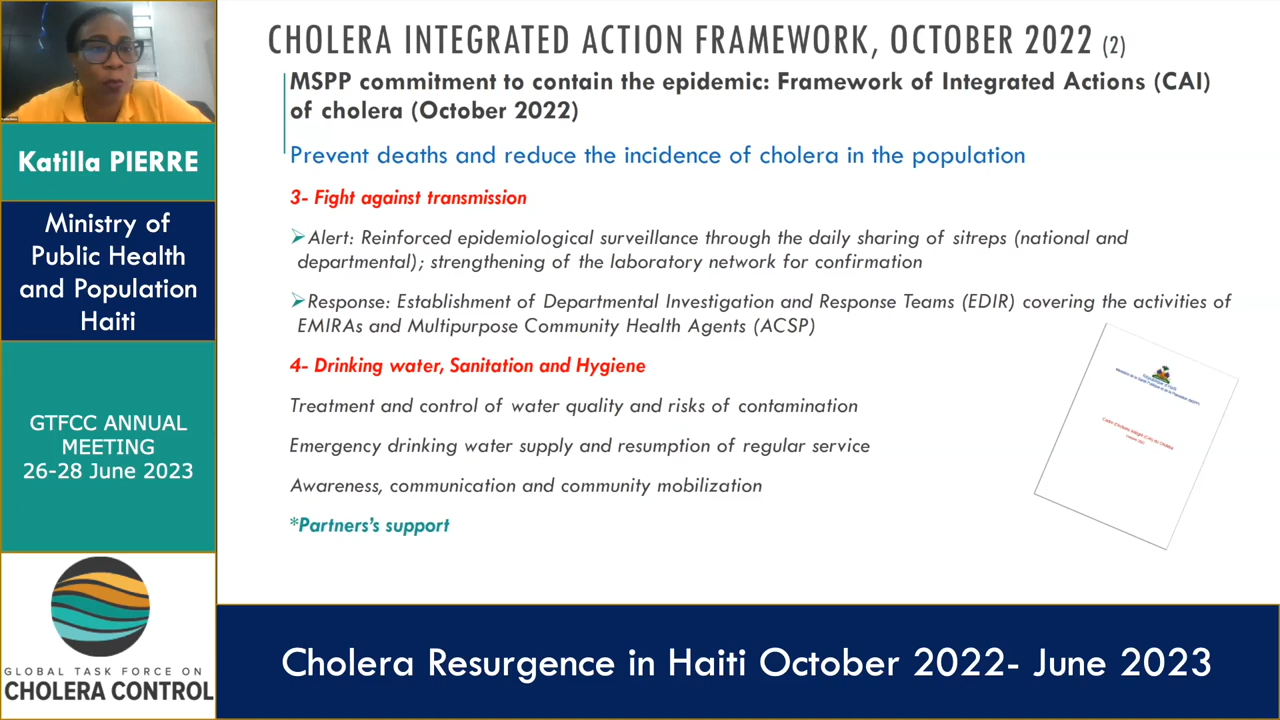 CHOLERA INTEGRATED ACTION FRAMEWORK, OCTOBER 2022 (2)
MSPP commitment to contain the epidemic: Framework of Integrated Actions (CAI)
of cholera (October 2022)
Prevent deaths and reduce the incidence of cholera in the population
3- Fight against transmission
Alert: Reinforced epidemiological surveillance through the daily sharing of sitreps (national and
departmental); strengthening of the laboratory network for confirmation
Response: Establishment of Departmental Investigation and Response Teams (EDIR) covering the activities of
EMIRAs and Multipurpose Community Health Agents (ACSP)
4- Drinking water, Sanitation and Hygiene
Treatment and control of water quality and risks of contamination
Emergency drinking water supply and resumption of regular service
Awareness, communication and community mobilization
*Partners's support
Katilla PIERRE
Ministry of
Public Health
and Population
Haiti
GTFCC ANNUAL
MEETING
26-28 June 2023
GLOBAL TASK FORCE ON
CHOLERA CONTROL
Cholera Resurgence in Haiti October 2022- June 2023